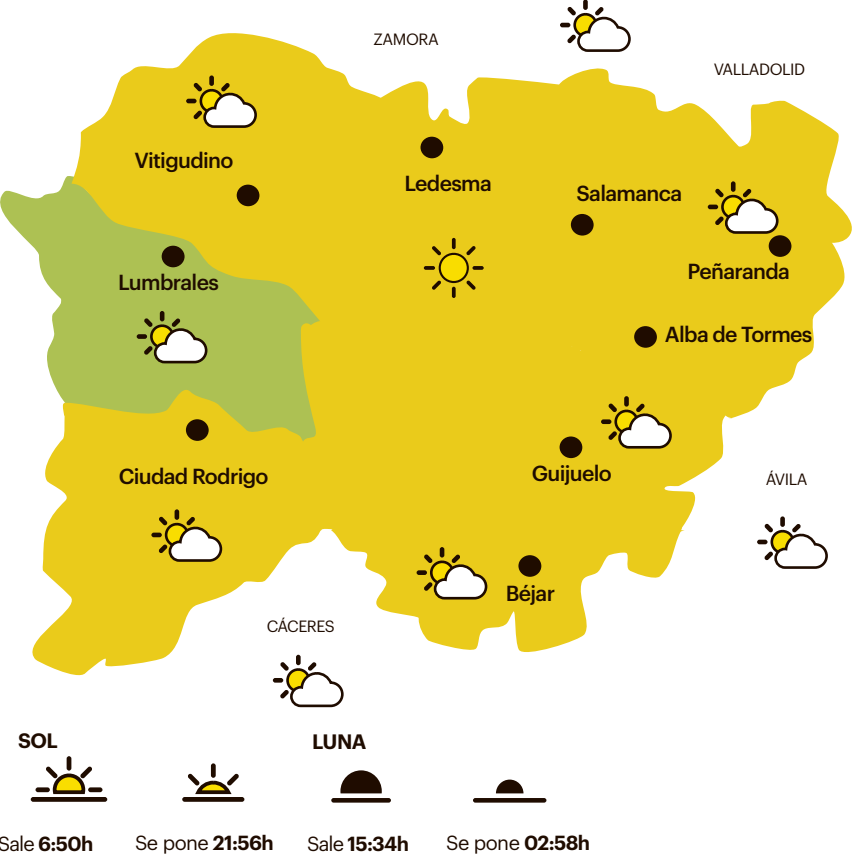 ZAMORA
VALLADOLID
Vitigudino
Ledesma
Salamanca
Lumbrales
Peñaranda
Alba de Tormes
Ciudad Rodrigo
Guijuelo
ÁVILA
Béjar
CÁCERES
SOL
LUNA
Sale 6:50h
Se pone 21:56h
Sale 15:34h
Se pone 02:58h